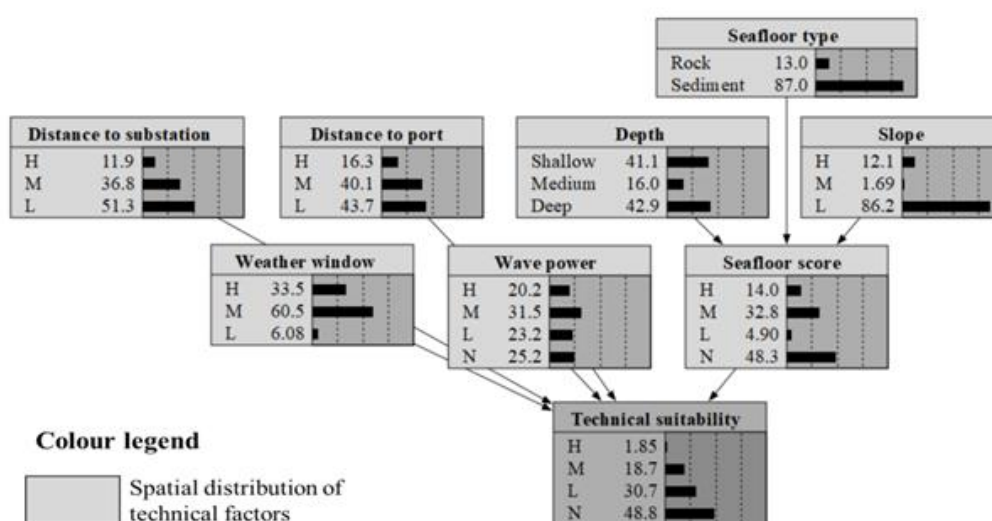 Seafloor type
Rock 13.0
Sediment 87.0
Distance to substation
H 11.9
M 36.8
L 51.3
Distance to port
H 16.3
M 40.1
L 43.7
Depth
Shallow 41.1
Medium 16.0
Deep 42.9
Slope
H 12.1
M 1.69
L 86.2
Weather window
H 33.5
M 60.5
L 6.08
Wave power
H 20.2
M 31.5
L 23.2
N 25.2
Seafloor score
H 14.0
M 32.8
L 4.90
N 48.3
Technical suitability
H 1.85
M 18.7
L 30.7
N 48.8
Colour legend
Spatial distribution of
technical factors